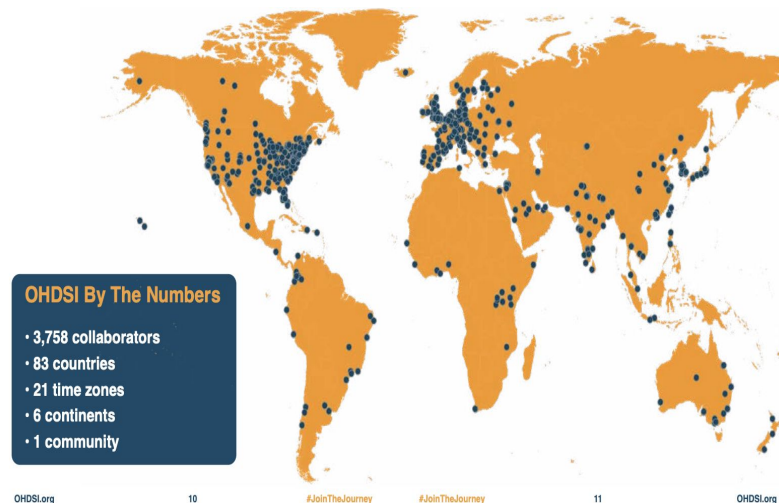 OHDSI By The Numbers
• 3,758 collaborators
• 83 countries
• 21 time zones
• 6 continents
• 1 community
OHDSI.org 10 #JoinTheJourney #JoinTheJourney 11 OHDSI.org